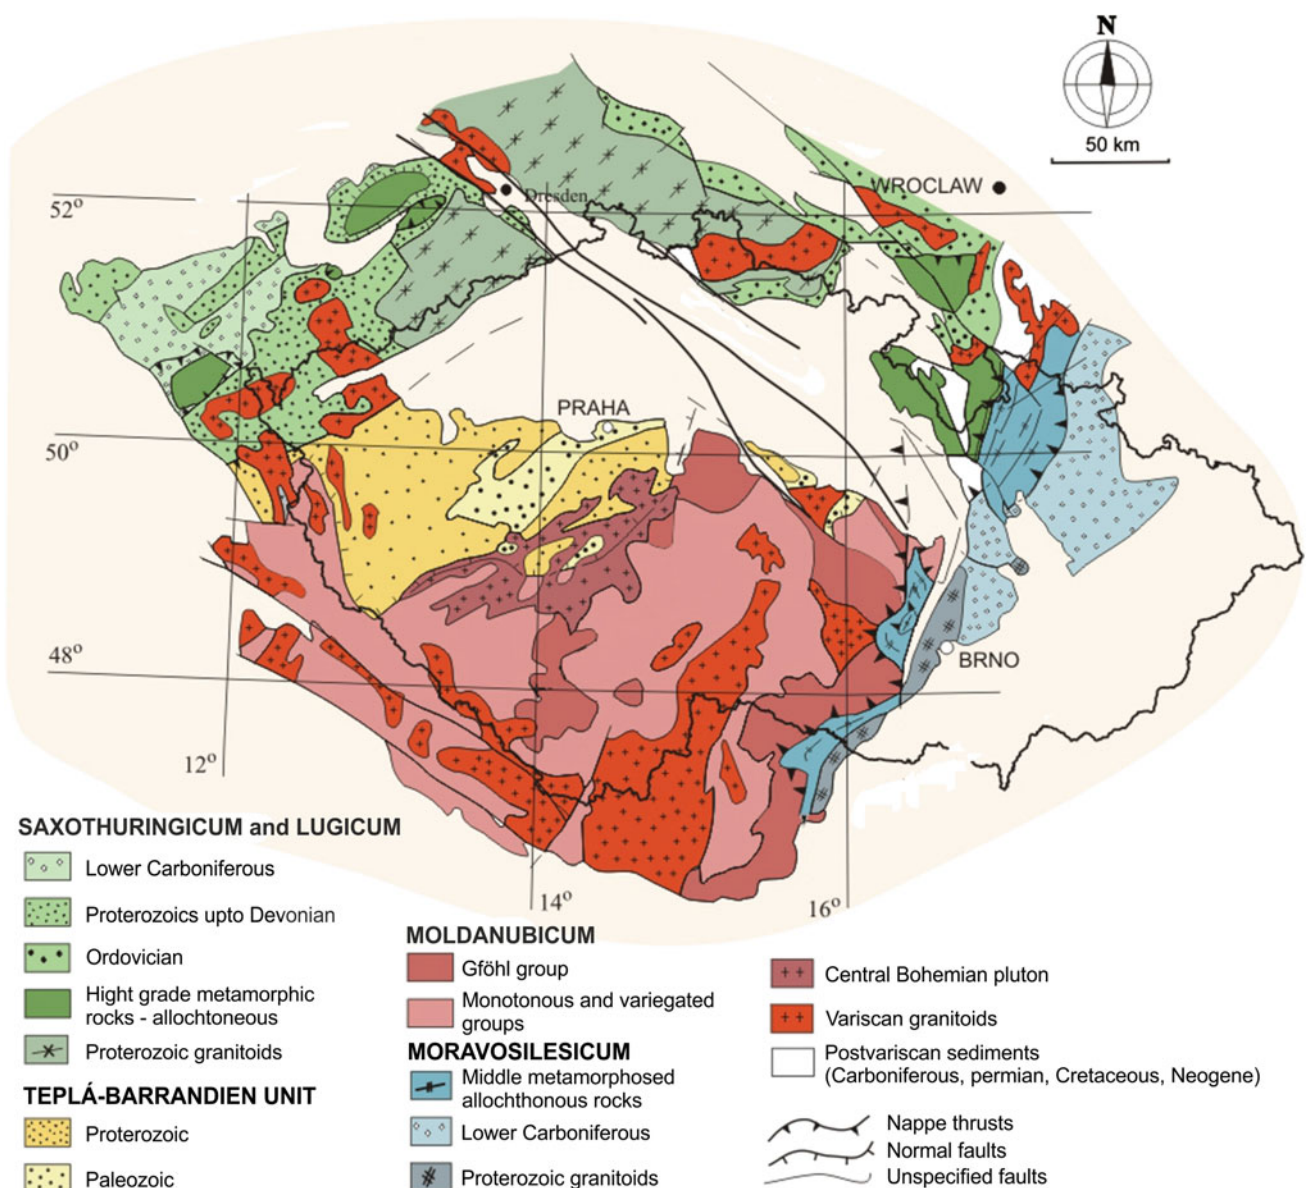 N
50 km
WROCLAW
Dresden
52°
PRAHA
50°
48°
BRNO
12°
14°
16°
SAXOTHURINGICUM and LUGICUM
Lower Carboniferous
Proterozoics upto Devonian
Ordovician
Hight grade metamorphic
rocks - allochtoneous
Proterozoic granitoids
TEPLÁ-BARRANDIEN UNIT
Proterozoic
Paleozoic
MOLDANUBICUM
Gföhl group
Monotonous and variegated
groups
MORAVOSILESICUM
Middle metamorphosed
allochthonous rocks
Lower Carboniferous
Proterozoic granitoids
Central Bohemian pluton
Variscan granitoids
Postvariscan sediments
(Carboniferous, permian, Cretaceous, Neogene)
Nappe thrusts
Normal faults
Unspecified faults